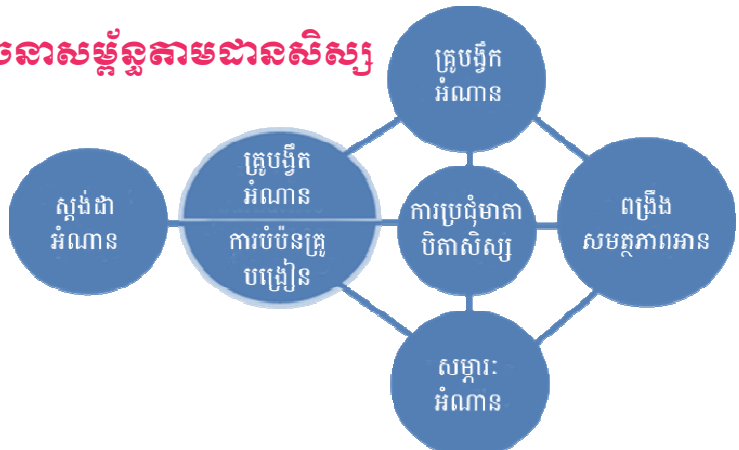 ចនាសម្ព័ន្ធតាមដានសិស្ស
គ្រូបង្វឹក
អំណាន
ស្តង់ដា
អំណាន
គ្រូបង្វឹក
អំណាន
ការបំប៉នគ្រូ
បង្រៀន
ការប្រជុំមាតា
បិតាសិស្ស
ពង្រឹង
សមត្ថភាពអាន
សម្ភារៈ
អំណាន